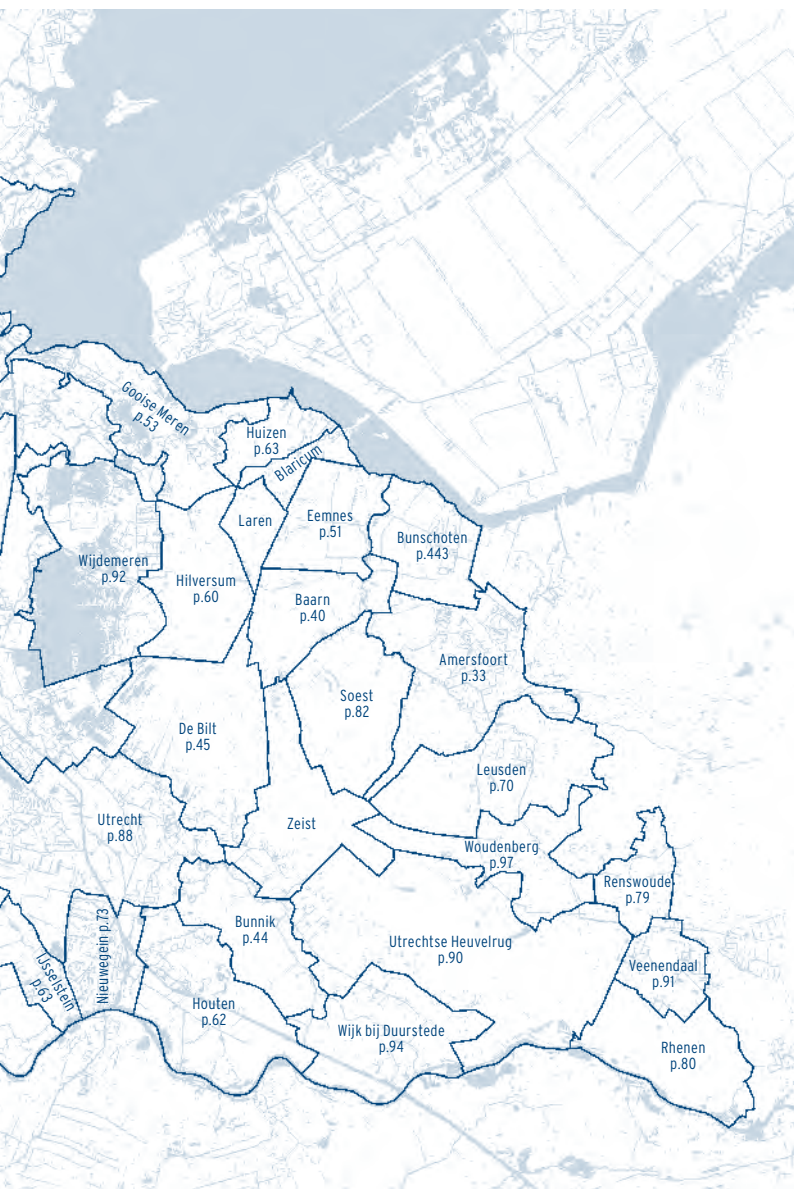 Gooise Meren
p.53
Huizen
p.63
Blaricum
Laren
Eemnes
p.51
Bunschoten
p.443
Wijdemeren
p.92
Hilversum
p.60
Baarn
p.40
Amersfoort
p.33
Soest
p.82
De Bilt
p.45
Leusden
p.70
Utrecht
p.88
Zeist
Woudenberg
p.97
Renswoude
p.79
Bunnik
p.44
Utrechtse Heuvelrug
p.90
Veenendaal
p.91
Nieuwegein p.73
IJsselstein
p.63
Houten
p.62
Wijk bij Duurstede
p.94
Rhenen
p.80